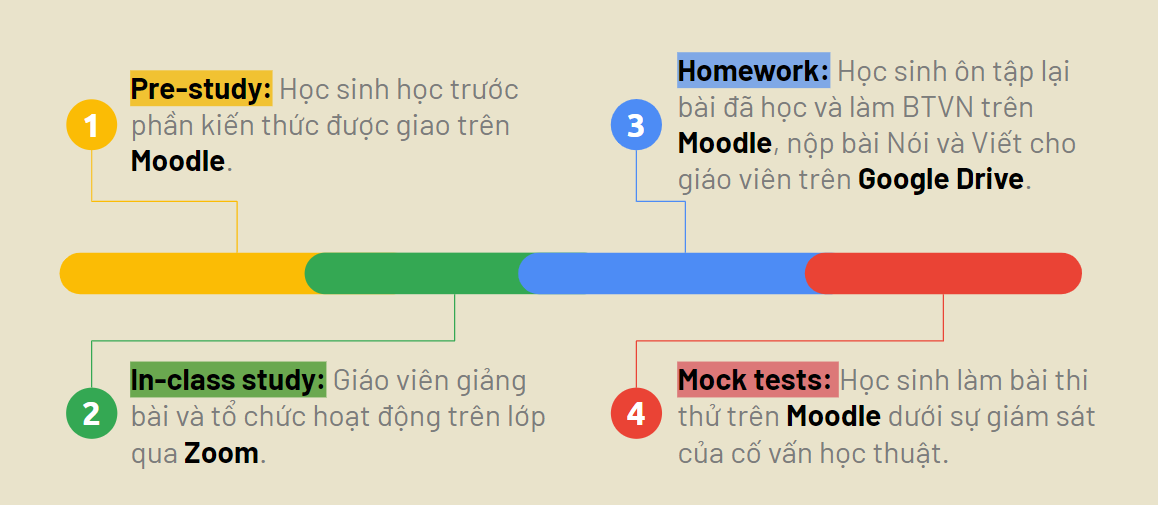 1
Pre-study: Học sinh học trước
phần kiến thức được giao trên
Moodle.
2
In-class study: Giáo viên giảng
bài và tổ chức hoạt động trên lớp
qua Zoom.
3
Homework: Học sinh ôn tập lại
bài đã học và làm BTVN trên
Moodle, nộp bài Nói và Viết cho
giáo viên trên Google Drive.
4
Mock tests: Học sinh làm bài thi
thử trên Moodle dưới sự giám sát
của cố vấn học thuật.